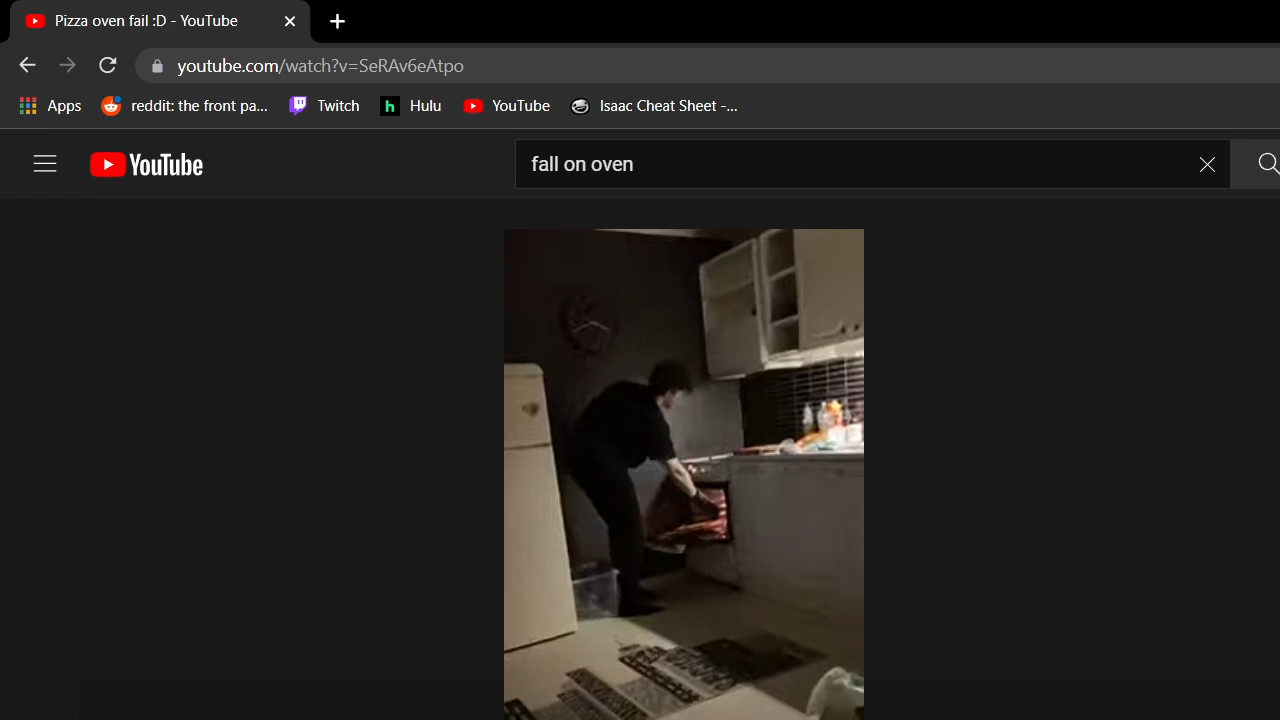 Pizza oven fail :D - YouTube
youtube.com/watch?v=SeRAv6eAtpo
Apps reddit: the front pa... Twitch h Hulu YouTube Isaac Cheat Sheet -...
YouTube fall on oven